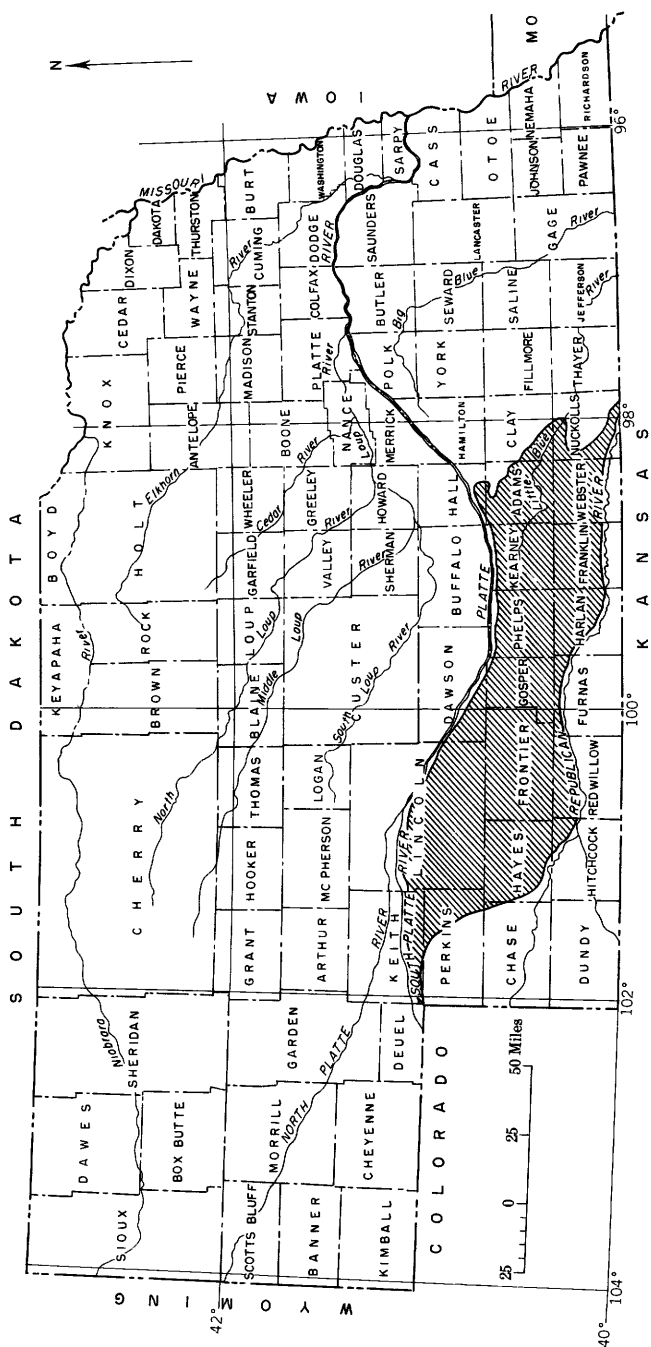 SOUTH DAKOTA
N
WYOMING
IOWA
MO
COLORADO
KANSAS
SIOUX
DAWES
BOX BUTTE
SHERIDAN
Niobrara
River
CHERRY
KEYAPAHA
BOYD
BROWN
ROCK
HOLT
KNOX
ANTELOPE
CEDAR
DIXON
DAKOTA
PIERCE
WAYNE
THURSTON
MISSOURI
RIVER
42°
SCOTTS BLUFF
MORRILL
GARDEN
GRANT
HOOKER
THOMAS
BLANE
LOUP
GARFIELD
WHEELER
BOONE
MADISON
STANTON
CUMING
BURT
Elkhorn
River
North
Loup
River
Middle
Loup
River
Cedar
River
BANNER
NORTH PLATTE RIVER
ARTHUR
MC PHERSON
LOGAN
CUSTER
VALLEY
GREELEY
NANCE
PLATTE
COLFAX
DODGE
WASHINGTON
South Loup River
Loup
River
KIMBALL
CHEYENNE
DEUEL
KEITH
LINCOLN
SHERMAN
HOWARD
MERRICK
POLK
BUTLER
SAUNDERS
DOUGLAS
SARPY
SOUTH PLATTE RIVER
RIVER
PERKINS
DAWSON
BUFFALO
HALL
HAMILTON
YORK
SEWARD
LANCASTER
CASS
OTOE
PLATTE
Big Blue River
CHASE
HAYES
FRONTIER
GOSPER
PHELPS
KEARNEY
ADAMS
CLAY
FILLMORE
SALINE
GAGE
JOHNSON
NEMAHA
Little Blue
River
DUNDY
HITCHCOCK
REDWILLOW
FURNAS
HARLAN
FRANKLIN
WEBSTER
NUCKOLLS
THAYER
JEFFERSON
PAWNEE
RICHARDSON
REPUBLICAN
RIVER
40°
104°
102°
100°
98°
96°
25 0 25 50 Miles